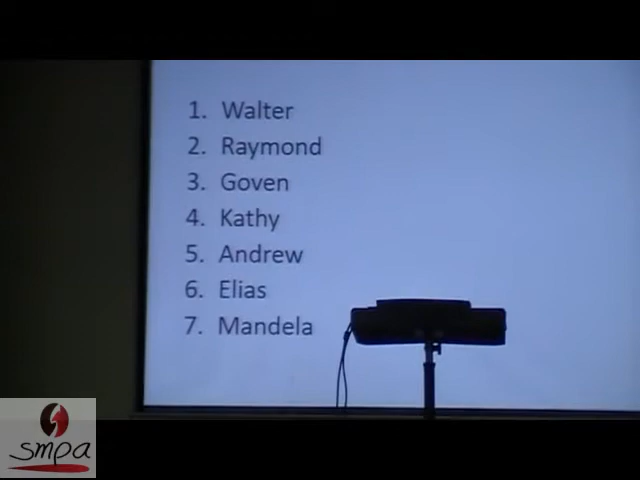 1. Walter
2. Raymond
3. Goven
4. Kathy
5. Andrew
6. Elias
7. Mandela
smpa